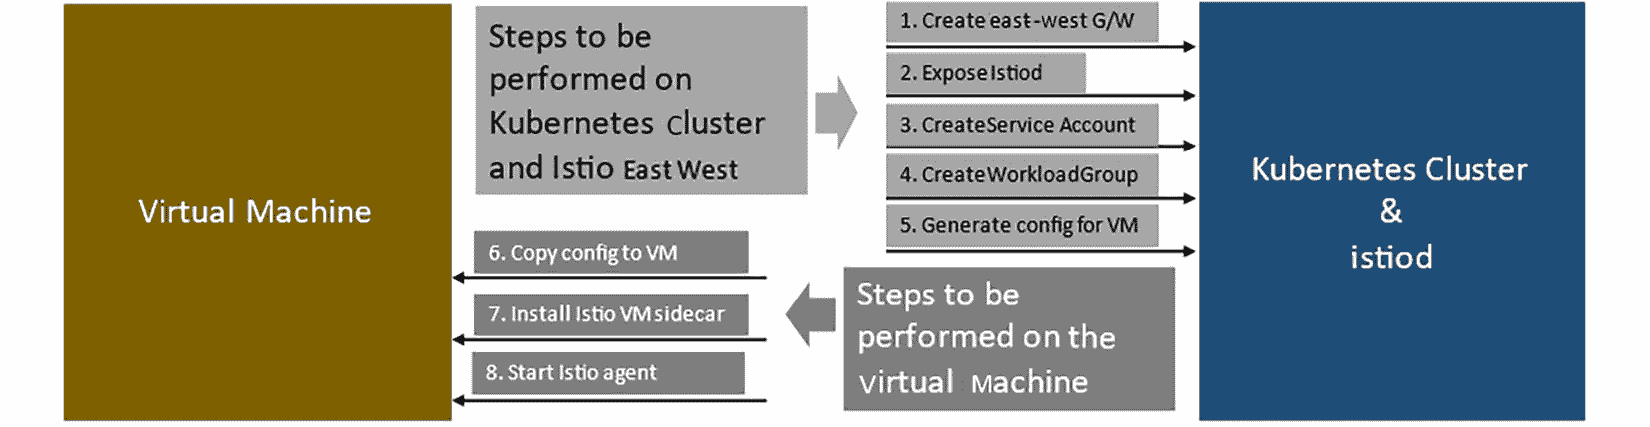 Virtual Machine
Steps to be
performed on
Kubernetes Cluster
and Istio East West
1. Create east-west G/W
2. Expose Istiod
3. CreateService Account
4. CreateWorkloadGroup
5. Generate config for VM
Kubernetes Cluster
&
istiod
6. Copy config to VM
7. Install Istio VM sidecar
8. Start Istio agent
Steps to be
performed on the
Virtual Machine